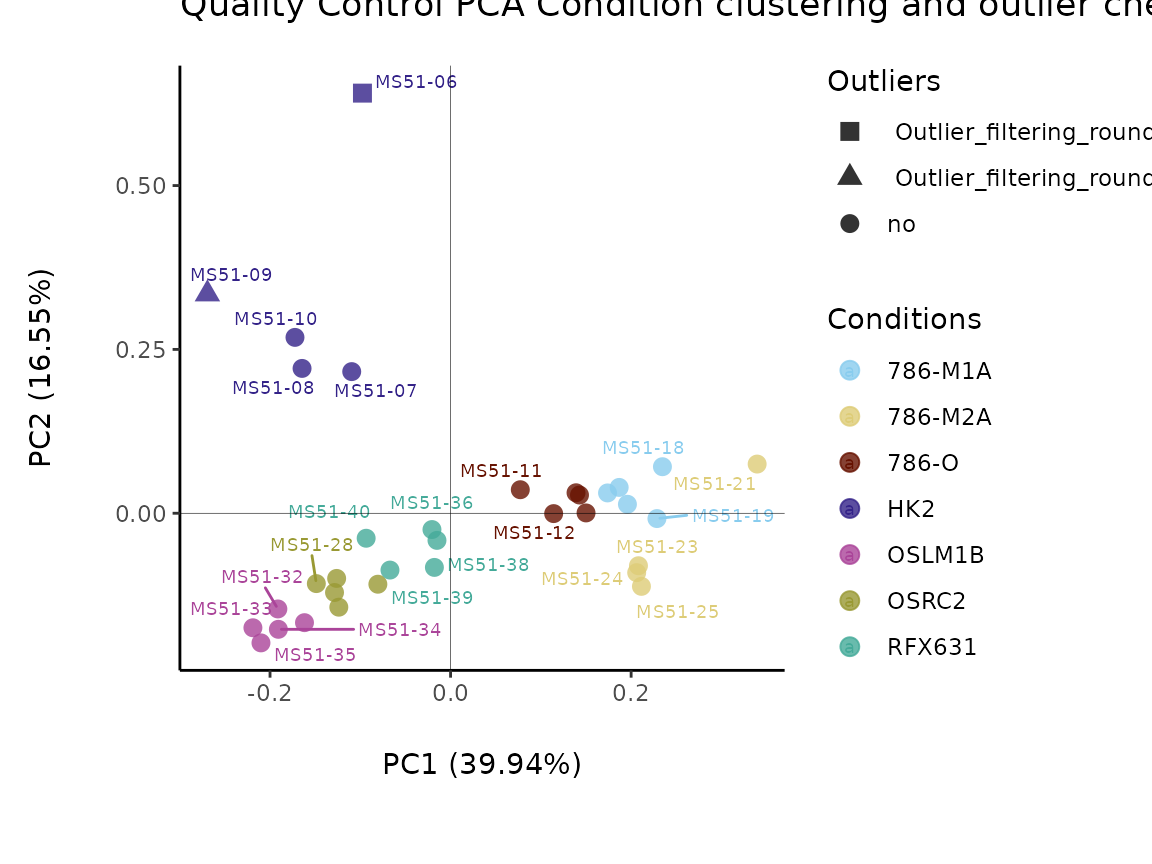 Quality Control PCA Condition clustering and outlier che
MS51-06
Outliers
Outlier_filtering_round
Outlier_filtering_round
no
0.50
MS51-09
MS51-10
0.25
MS51-08
MS51-07
Conditions
786-M1A
786-M2A
786-O
HK2
OSLM1B
OSRC2
RFX631
MS51-18
MS51-11
MS51-21
MS51-36
MS51-40
0.00
MS51-19
MS51-12
MS51-28
MS51-23
MS51-38
MS51-32
MS51-24
MS51-39
MS51-33
MS51-25
MS51-34
MS51-35
-0.2
0.0
0.2
PC1 (39.94%)
PC2 (16.55%)